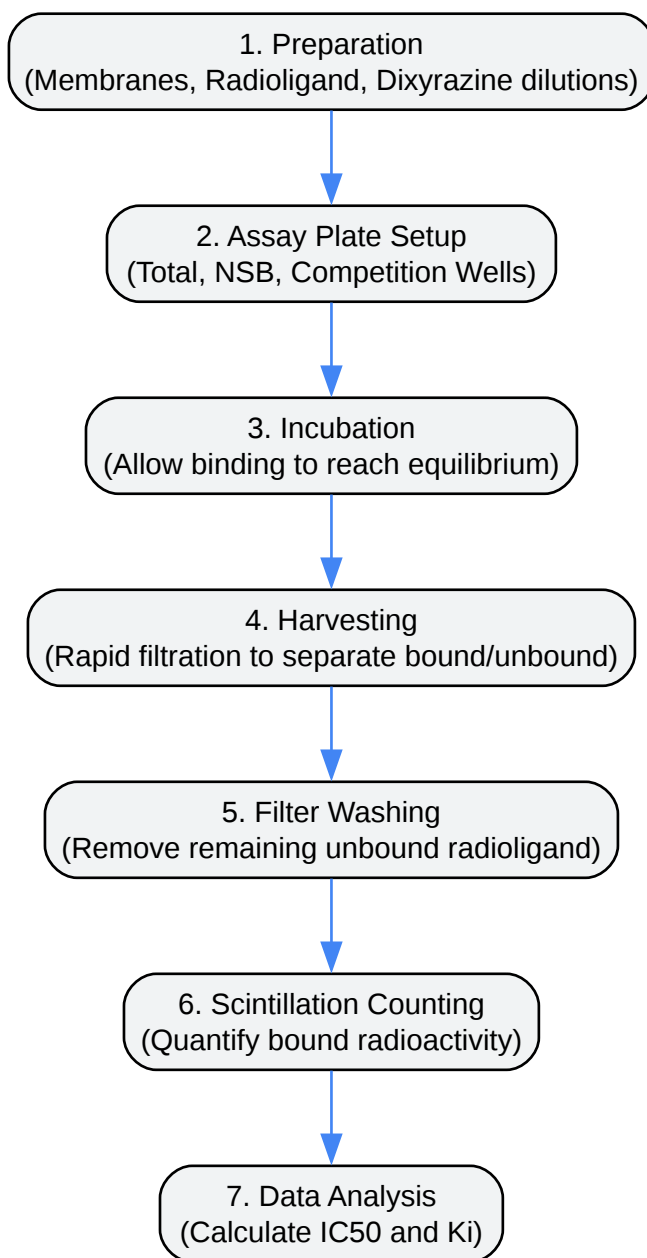 1. Preparation
(Membranes, Radioligand, Dixyrazine dilutions)
2. Assay Plate Setup
(Total, NSB, Competition Wells)
3. Incubation
(Allow binding to reach equilibrium)
4. Harvesting
(Rapid filtration to separate bound/unbound)
5. Filter Washing
(Remove remaining unbound radioligand)
6. Scintillation Counting
(Quantify bound radioactivity)
7. Data Analysis
(Calculate IC50 and Ki)